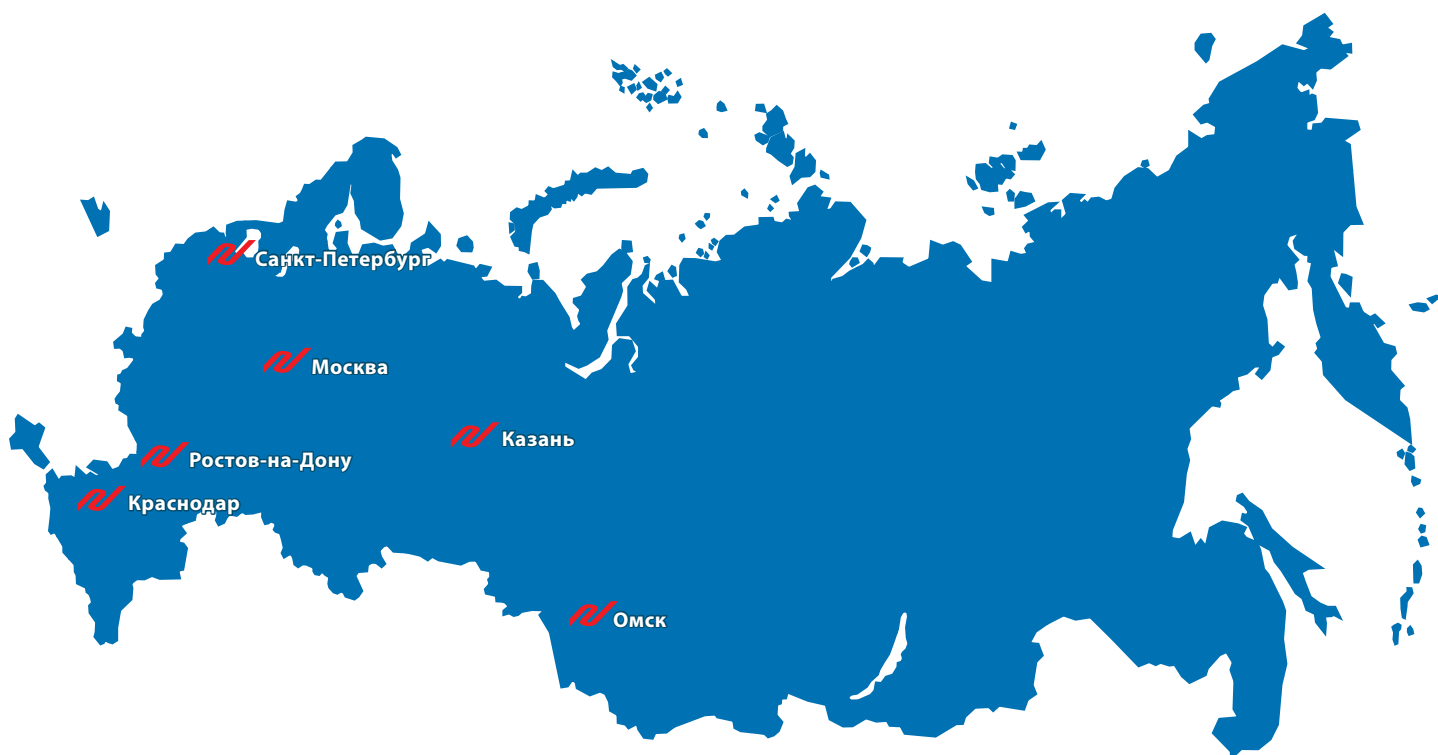 Санкт-Петербург
Москва
Казань
Ростов-на-Дону
Краснодар
Омск